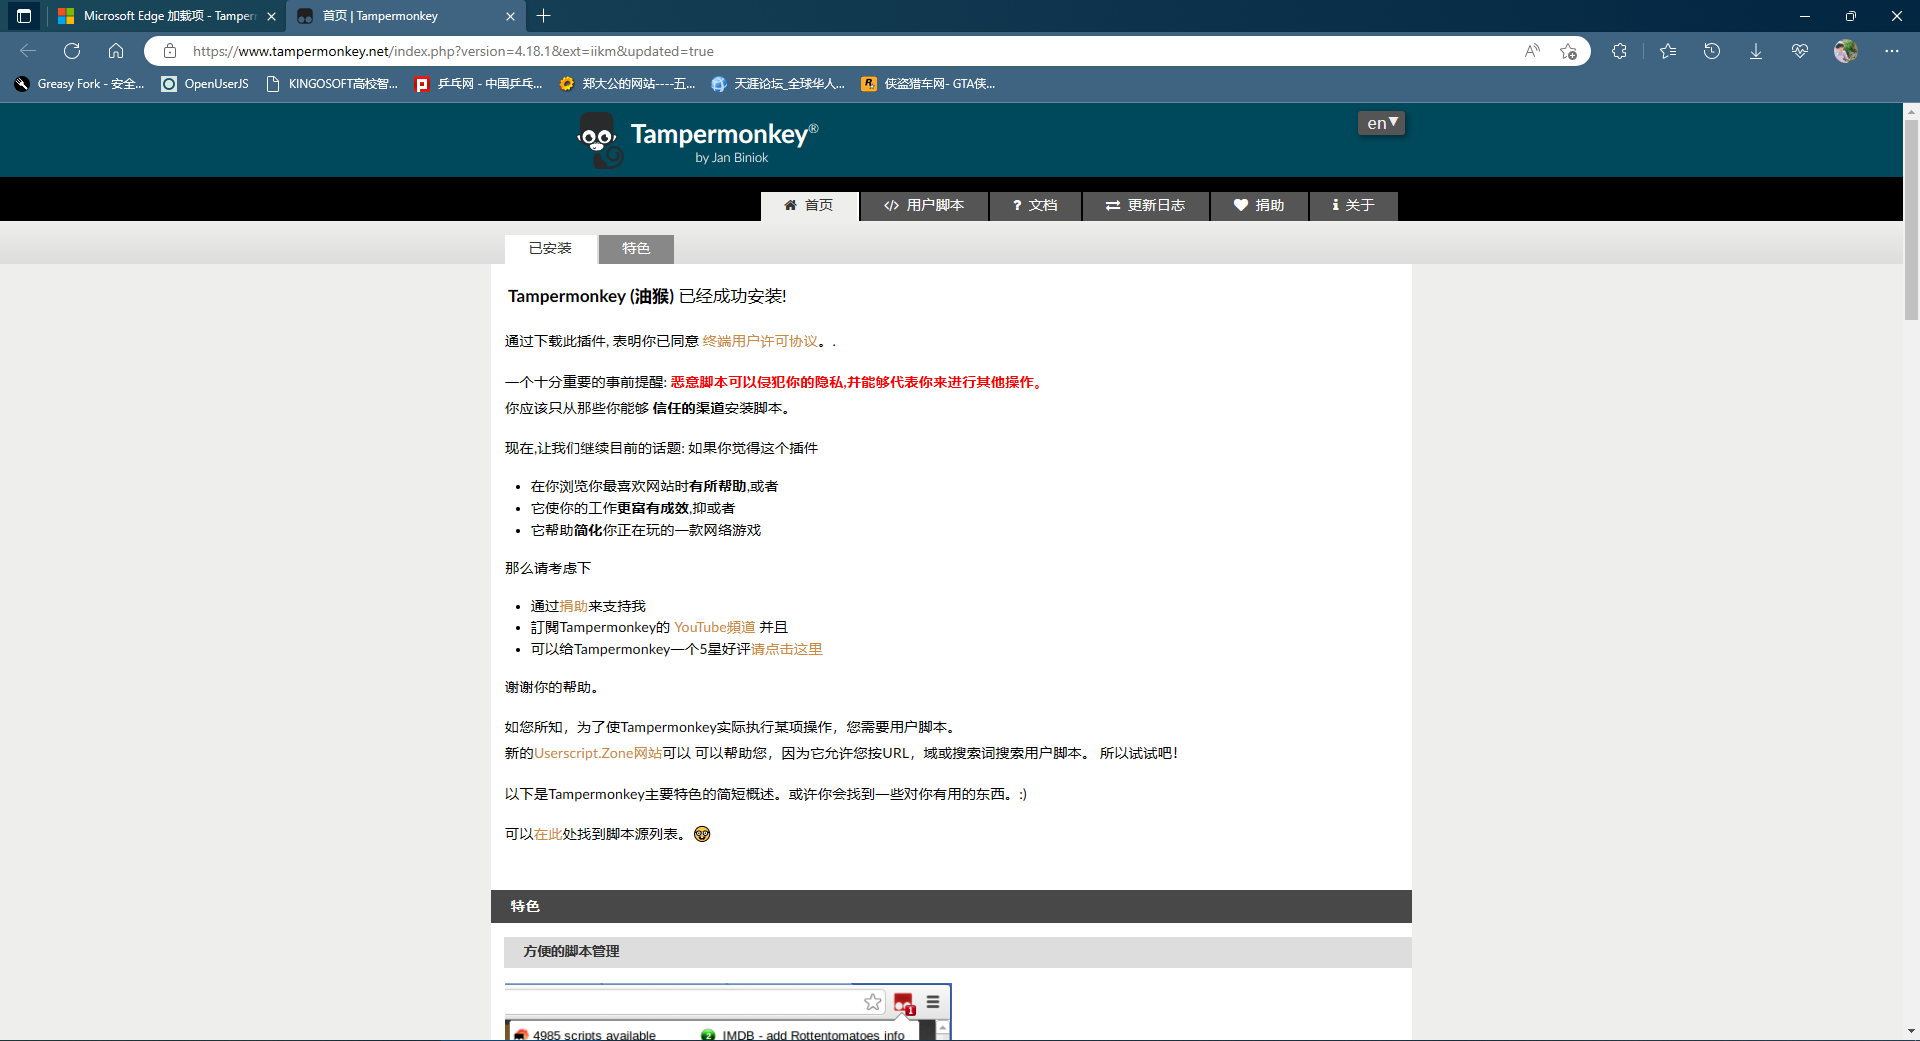 Microsoft Edge 加载项 - Tamper
首页 | Tampermonkey
https://www.tampermonkey.net/index.php?version=4.18.1&ext=iikm&updated=true
Greasy Fork - 安全...
OpenUserJS
KINGOSOFT高校智...
乒乓网 - 中国乒乓...
郑大公的网站----五...
天涯论坛_全球华人...
侠盗猎车网- GTA侠...
Tampermonkey®
by Jan Biniok
en▼
首页
</> 用户脚本
? 文档
更新日志
捐助
关于
已安装
特色
Tampermonkey (油猴) 已经成功安装!
通过下载此插件, 表明你已同意 终端用户许可协议。.
一个十分重要的事前提醒: 恶意脚本可以侵犯你的隐私,并能够代表你来进行其他操作。
你应该只从那些你能够 信任的渠道安装脚本。
现在,让我们继续目前的话题: 如果你觉得这个插件
• 在你浏览你最喜欢网站时有所帮助,或者
• 它使你的工作更富有成效,抑或者
• 它帮助简化你正在玩的一款网络游戏
那么请考虑下
• 通过捐助来支持我
• 訂閱Tampermonkey的 YouTube頻道 并且
• 可以给Tampermonkey一个5星好评请点击这里
谢谢你的帮助。
如您所知，为了使Tampermonkey实际执行某项操作，您需要用户脚本。
新的Userscript.Zone网站可以 可以帮助您，因为它允许您按URL，域或搜索词搜索用户脚本。 所以试试吧！
以下是Tampermonkey主要特色的简短概述。或许你会找到一些对你有用的东西。:)
可以在此处找到脚本源列表。🤓
特色
方便的脚本管理
1
4985 scripts available
2 IMDB - add Rottentomatoes info